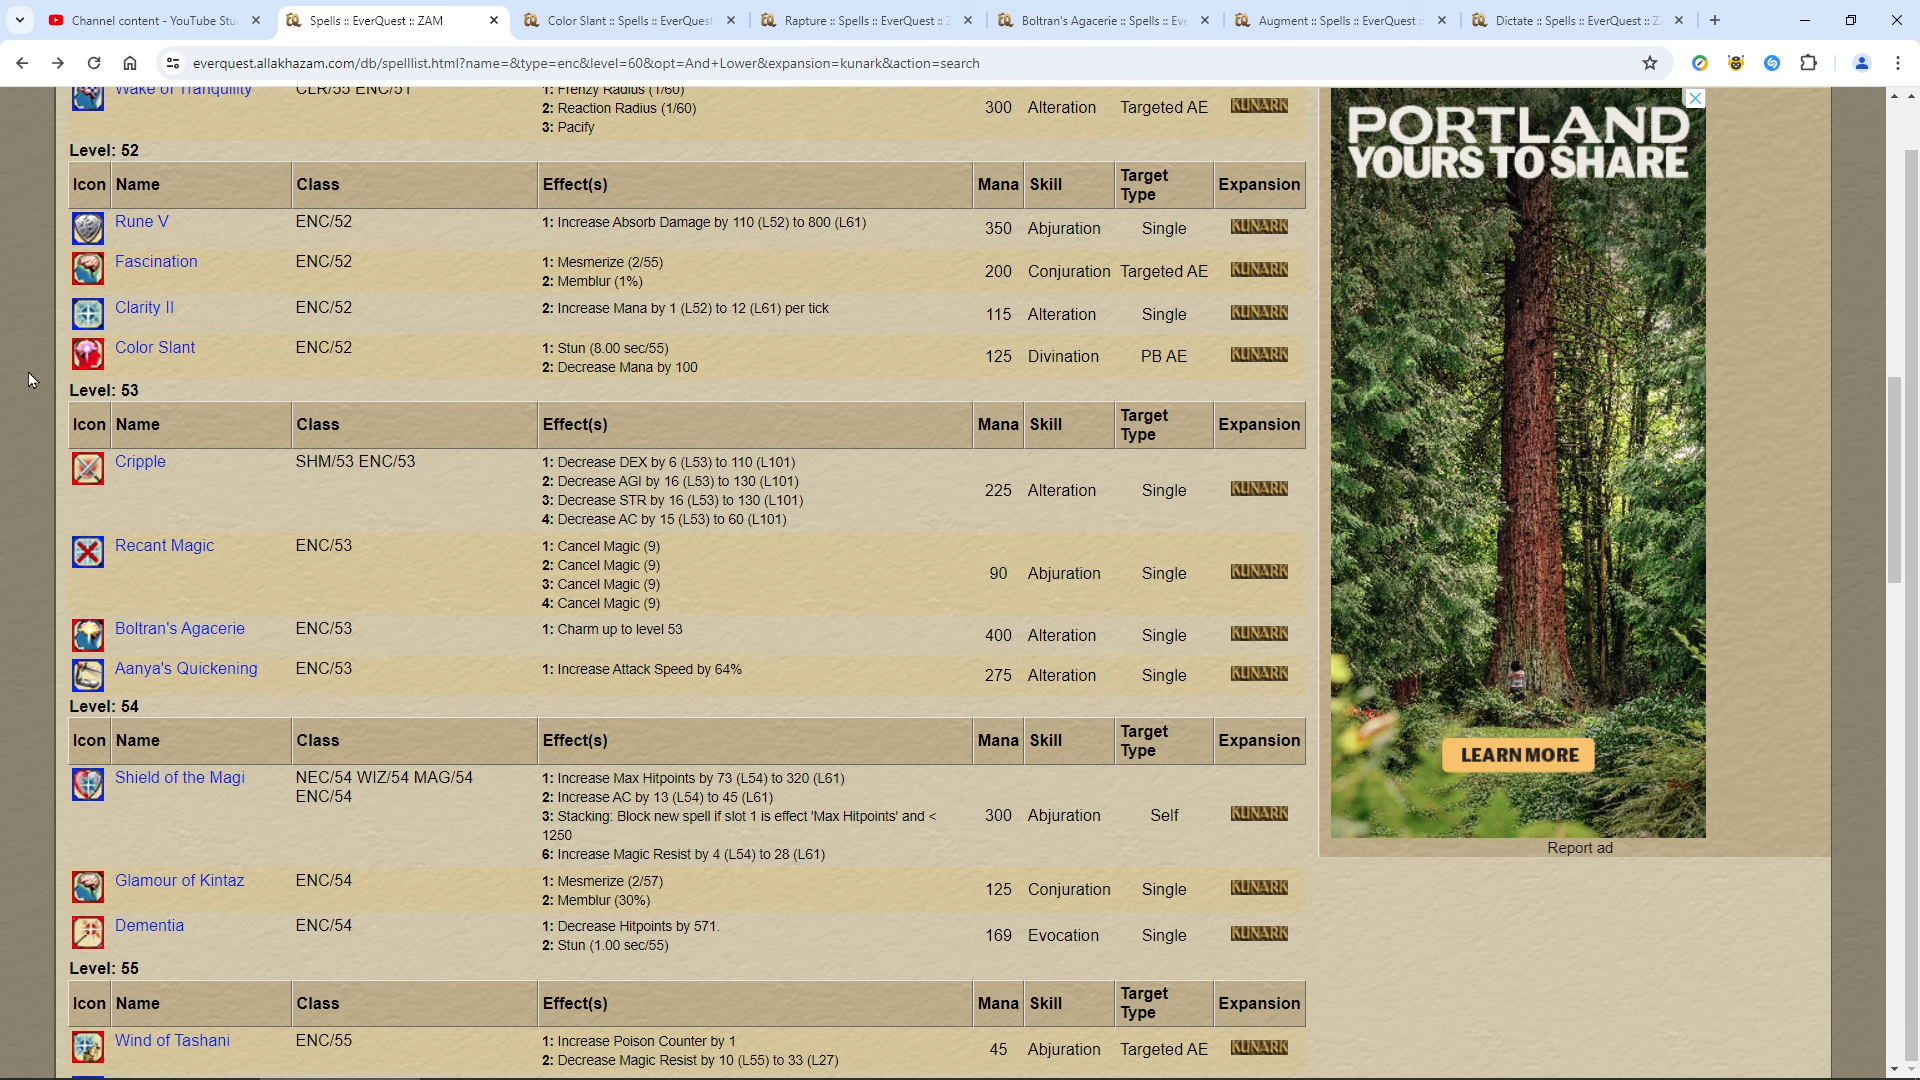 Channel content - YouTube Stu
Spells :: EverQuest :: ZAM
Color Slant :: Spells :: EverQuest
Rapture :: Spells :: EverQuest :: Z
Boltran's Agacerie :: Spells :: Eve
Augment :: Spells :: EverQuest ::
Dictate :: Spells :: EverQuest :: Z
everquest.allakhazam.com/db/spelllist.html?name=&type=enc&level=60&opt=And+Lower&expansion=kunark&action=search
Wake of Tranquility CLR/55 ENC/51 1: Frenzy Radius (1/60)
2: Reaction Radius (1/60)
3: Pacify
300 Alteration Targeted AE KUNARK
Level: 52
Icon Name Class Effect(s) Mana Skill Target Type Expansion
Rune V ENC/52 1: Increase Absorb Damage by 110 (L52) to 800 (L61) 350 Abjuration Single KUNARK
Fascination ENC/52 1: Mesmerize (2/55)
2: Memblur (1%)
200 Conjuration Targeted AE KUNARK
Clarity II ENC/52 2: Increase Mana by 1 (L52) to 12 (L61) per tick 115 Alteration Single KUNARK
Color Slant ENC/52 1: Stun (8.00 sec/55)
2: Decrease Mana by 100
125 Divination PB AE KUNARK
Level: 53
Icon Name Class Effect(s) Mana Skill Target Type Expansion
Cripple SHM/53 ENC/53 1: Decrease DEX by 6 (L53) to 110 (L101)
2: Decrease AGI by 16 (L53) to 130 (L101)
3: Decrease STR by 16 (L53) to 130 (L101)
4: Decrease AC by 15 (L53) to 60 (L101)
225 Alteration Single KUNARK
Recant Magic ENC/53 1: Cancel Magic (9)
2: Cancel Magic (9)
3: Cancel Magic (9)
4: Cancel Magic (9)
90 Abjuration Single KUNARK
Boltran's Agacerie ENC/53 1: Charm up to level 53 400 Alteration Single KUNARK
Aanya's Quickening ENC/53 1: Increase Attack Speed by 64% 275 Alteration Single KUNARK
Level: 54
Icon Name Class Effect(s) Mana Skill Target Type Expansion
Shield of the Magi NEC/54 WIZ/54 MAG/54 1: Increase Max Hitpoints by 73 (L54) to 320 (L61)
ENC/54 2: Increase AC by 13 (L54) to 45 (L61)
3: Stacking: Block new spell if slot 1 is effect 'Max Hitpoints' and <
1250
6: Increase Magic Resist by 4 (L54) to 28 (L61)
300 Abjuration Self KUNARK
Glamour of Kintaz ENC/54 1: Mesmerize (2/57)
2: Memblur (30%)
125 Conjuration Single KUNARK
Dementia ENC/54 1: Decrease Hitpoints by 571.
2: Stun (1.00 sec/55)
169 Evocation Single KUNARK
Level: 55
Icon Name Class Effect(s) Mana Skill Target Type Expansion
Wind of Tashani ENC/55 1: Increase Poison Counter by 1
2: Decrease Magic Resist by 10 (L55) to 33 (L27)
45 Abjuration Targeted AE KUNARK
PORTLAND
YOURS TO SHARE
LEARN MORE
Report ad